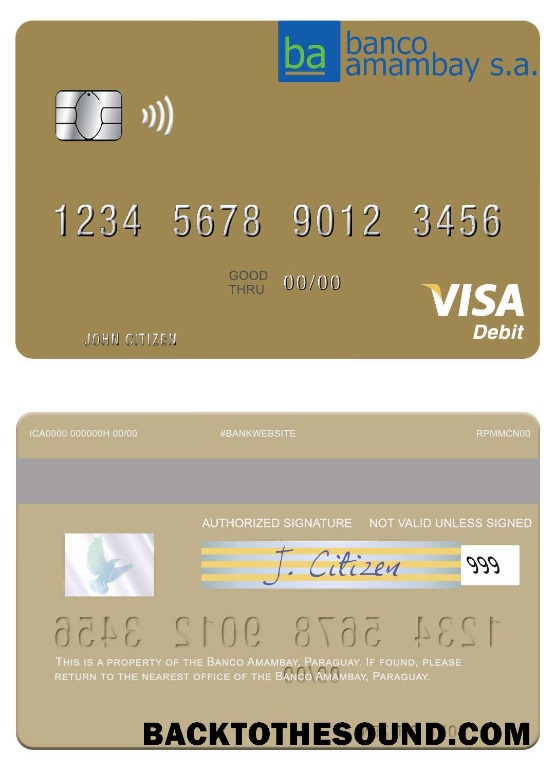 ba banco
amambay s.a.
1234 5678 9012 3456
GOOD
THRU 00/00
VISA
Debit
JOHN CITIZEN
ICA0000 000000H 00/00 #BANKWEBSITE RPMMCN00
AUTHORIZED SIGNATURE NOT VALID UNLESS SIGNED
J. Citizen 999
1234 5678 9012 3456
THIS IS A PROPERTY OF THE BANCO AMAMBAY, PARAGUAY. IF FOUND, PLEASE
RETURN TO THE NEAREST OFFICE OF THE BANCO AMAMBAY, PARAGUAY.
00/00
BACKTOTHESOUND.COM